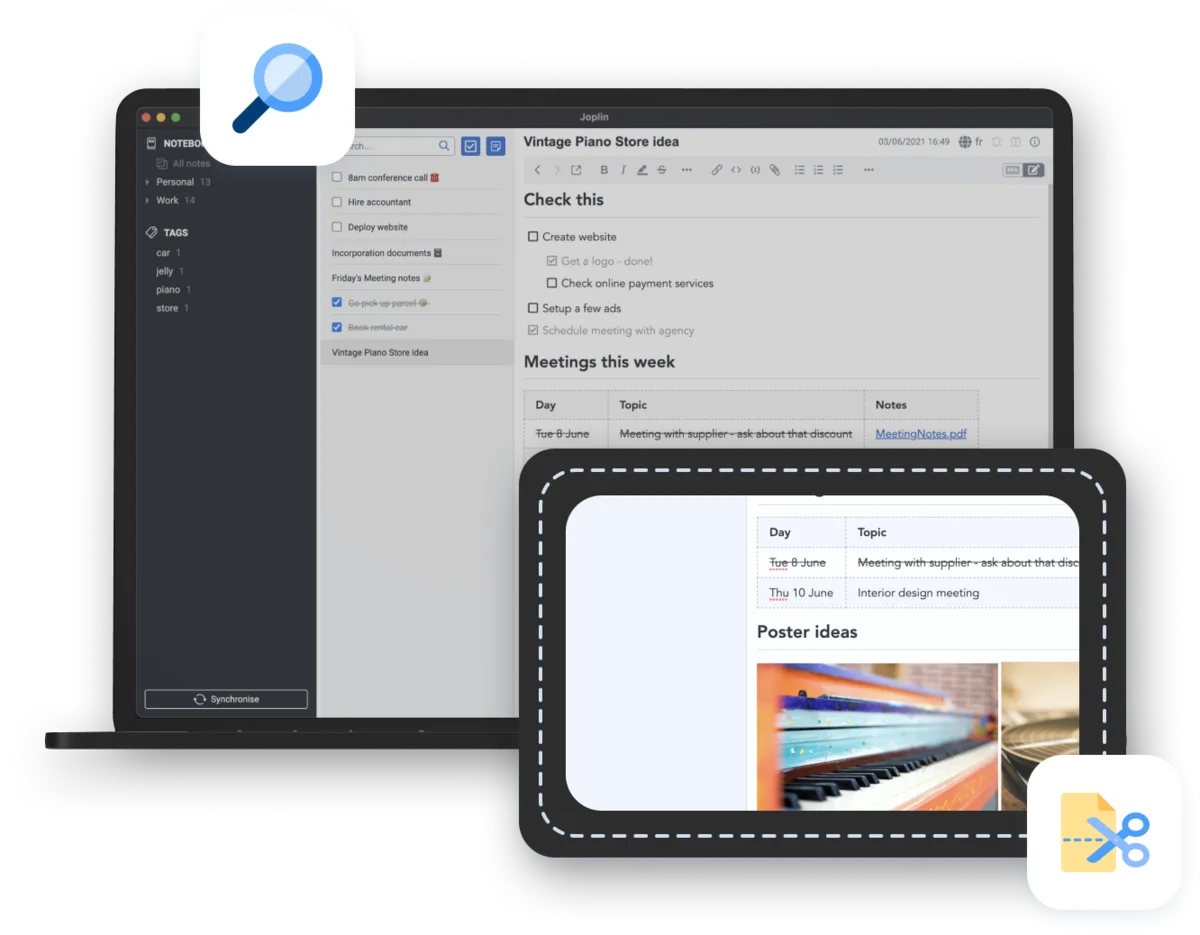 Joplin
All notes
Personal 13
Work 14
TAGS
car 1
jelly 1
piano 1
store 1
Synchronise
8am conference call
Hire accountant
Deploy website
Incorporation documents
Friday's Meeting notes
Go pick up parcel
Book rental car
Vintage Piano Store idea
Vintage Piano Store idea
03/06/2021 16:49 fr
B I S
Check this
Create website
Get a logo - done!
Check online payment services
Setup a few ads
Schedule meeting with agency
Meetings this week
Day Topic Notes
Tue 8 June Meeting with supplier - ask about that discount MeetingNotes.pdf
Day Topic
Tue 8 June Meeting with supplier - ask about that disc
Thu 10 June Interior design meeting
Poster ideas